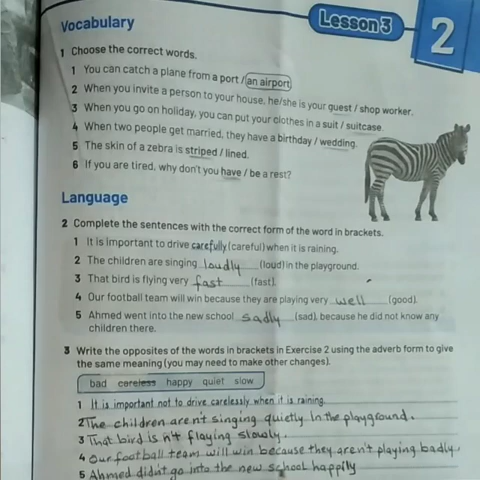 Vocabulary
Lesson 3
2
1 Choose the correct words.
1 You can catch a plane from a port / an airport
2 When you invite a person to your house, he/she is your guest / shop worker.
3 When you go on holiday, you can put your clothes in a suit / suitcase.
4 When two people get married, they have a birthday / wedding.
5 The skin of a zebra is striped / lined.
6 If you are tired, why don't you have / be a rest?
Language
2 Complete the sentences with the correct form of the word in brackets.
1 It is important to drive carefully (careful) when it is raining.
2 The children are singing loudly (loud) in the playground.
3 That bird is flying very fast (fast).
4 Our football team will win because they are playing very well (good).
5 Ahmed went into the new school sadly (sad), because he did not know any
children there.
3 Write the opposites of the words in brackets in Exercise 2 using the adverb form to give
the same meaning (you may need to make other changes).
bad careless happy quiet slow
1 It is important not to drive carelessly when it is raining.
2 The children aren't singing quietly In the playground.
3 That bird is n't flaying slowly.
4 Our football team will win because they aren't playing badly.
5 Ahmed didn't go into the new school happily